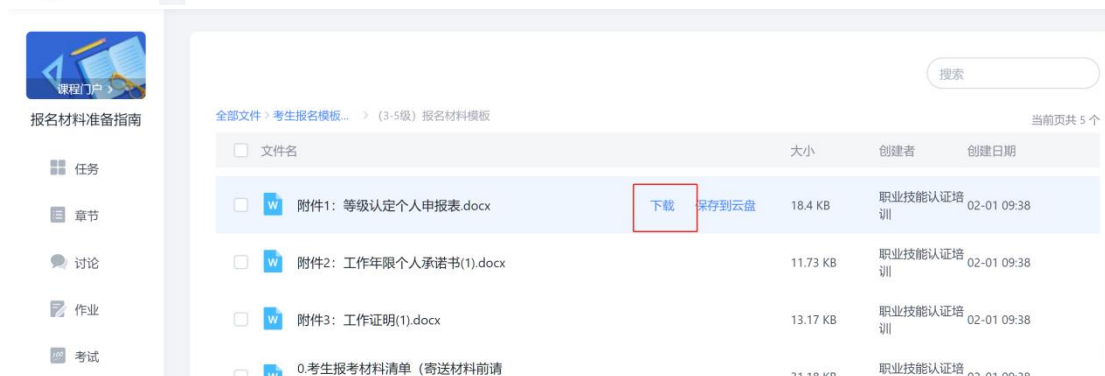 课程门户 >
报名材料准备指南
任务
章节
讨论
作业
考试
搜索
全部文件 > 考生报名模板... > (3-5级) 报名材料模板
当前页共 5 个
文件名 大小 创建者 创建日期
附件1: 等级认定个人申报表.docx 下载 保存到云盘 18.4 KB 职业技能认证培训 02-01 09:38
附件2: 工作年限个人承诺书(1).docx 11.73 KB 职业技能认证培训 02-01 09:38
附件3: 工作证明(1).docx 13.17 KB 职业技能认证培训 02-01 09:38
0.考生报考材料清单（寄送材料前请 职业技能认证培